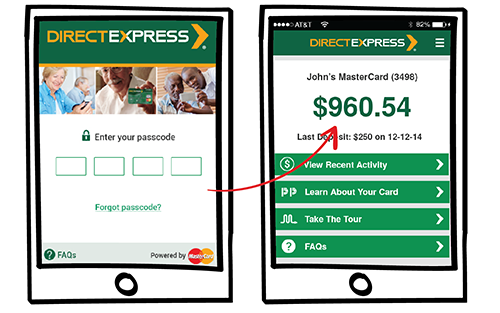 DIRECTEXPRESS
Enter your passcode
Forgot passcode?
FAQs
Powered by MasterCard
AT&T
82%
DIRECTEXPRESS
John's MasterCard (3498)
$960.54
Last Deposit: $250 on 12-12-14
View Recent Activity
Learn About Your Card
Take The Tour
FAQs